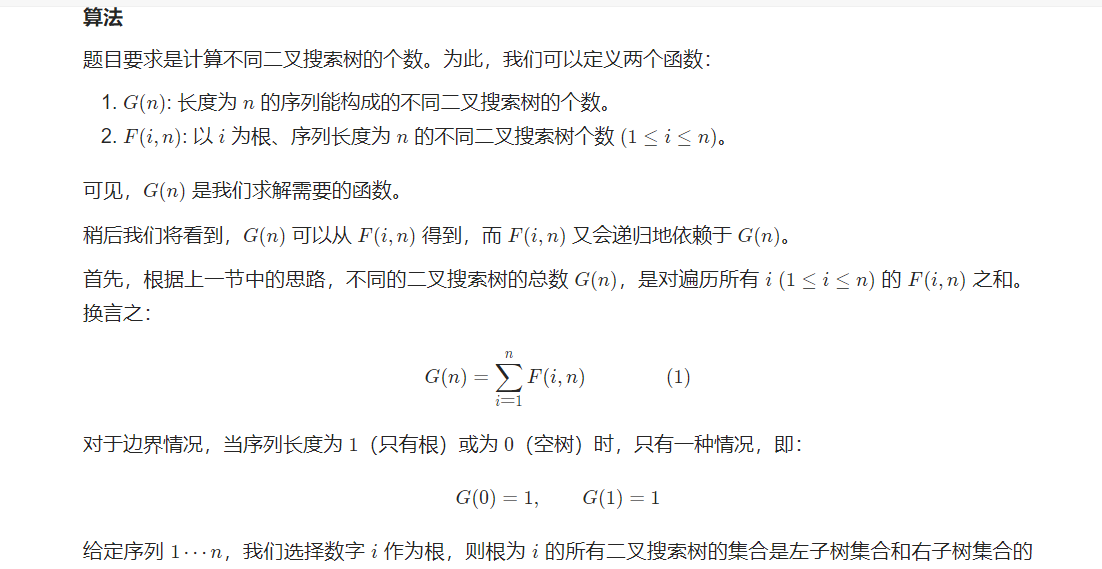 算法
题目要求是计算不同二叉搜索树的个数。为此，我们可以定义两个函数：
1. G(n): 长度为 n 的序列能构成的不同二叉搜索树的个数。
2. F(i, n): 以 i 为根、序列长度为 n 的不同二叉搜索树个数 (1 ≤ i ≤ n)。
可见，G(n) 是我们求解需要的函数。
稍后我们将看到，G(n) 可以从 F(i, n) 得到，而 F(i, n) 又会递归地依赖于 G(n)。
首先，根据上一节中的思路，不同的二叉搜索树的总数 G(n)，是对遍历所有 i (1 ≤ i ≤ n) 的 F(i, n) 之和。
换言之：
G(n) = ∑_{i=1}^{n} F(i, n) (1)
对于边界情况，当序列长度为 1（只有根）或为 0（空树）时，只有一种情况，即：
G(0) = 1, G(1) = 1
给定序列 1⋯n，我们选择数字 i 作为根，则根为 i 的所有二叉搜索树的集合是左子树集合和右子树集合的